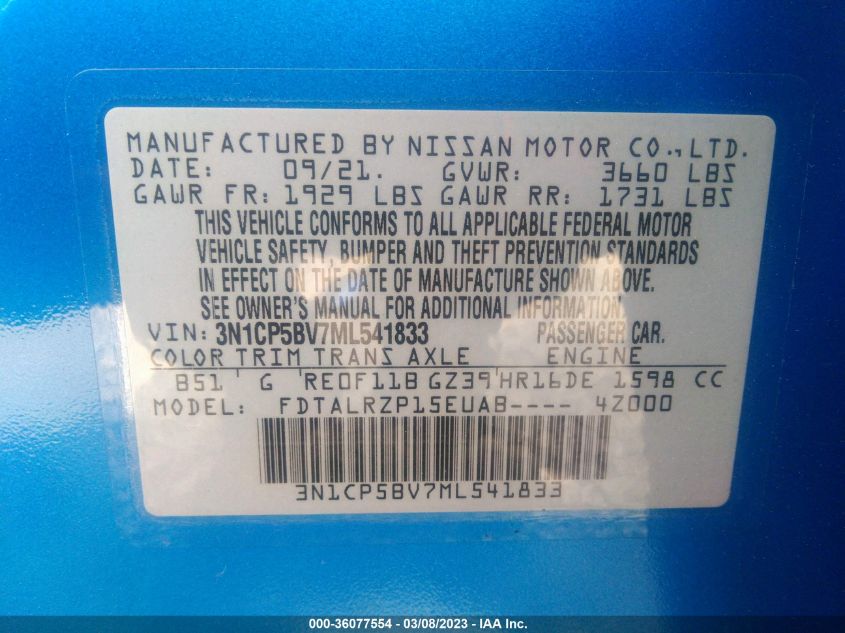 MANUFACTURED BY NISSAN MOTOR CO., LTD.
DATE: 09/21. GVWR: 3660 LBS
GAWR FR: 1929 LBS GAWR RR: 1731 LBS
THIS VEHICLE CONFORMS TO ALL APPLICABLE FEDERAL MOTOR
VEHICLE SAFETY, BUMPER AND THEFT PREVENTION STANDARDS
IN EFFECT ON THE DATE OF MANUFACTURE SHOWN ABOVE.
SEE OWNER'S MANUAL FOR ADDITIONAL INFORMATION.
VIN: 3N1CP5BV7ML541833 PASSENGER CAR.
COLOR TRIM TRANS AXLE ENGINE
B51 G RE0F11B GZ39 HR16DE 1598 CC
MODEL: FDTALRZP15EUAB---- 4Z000
3N1CP5BV7ML541833
000-36077554 - 03/08/2023 - IAA Inc.